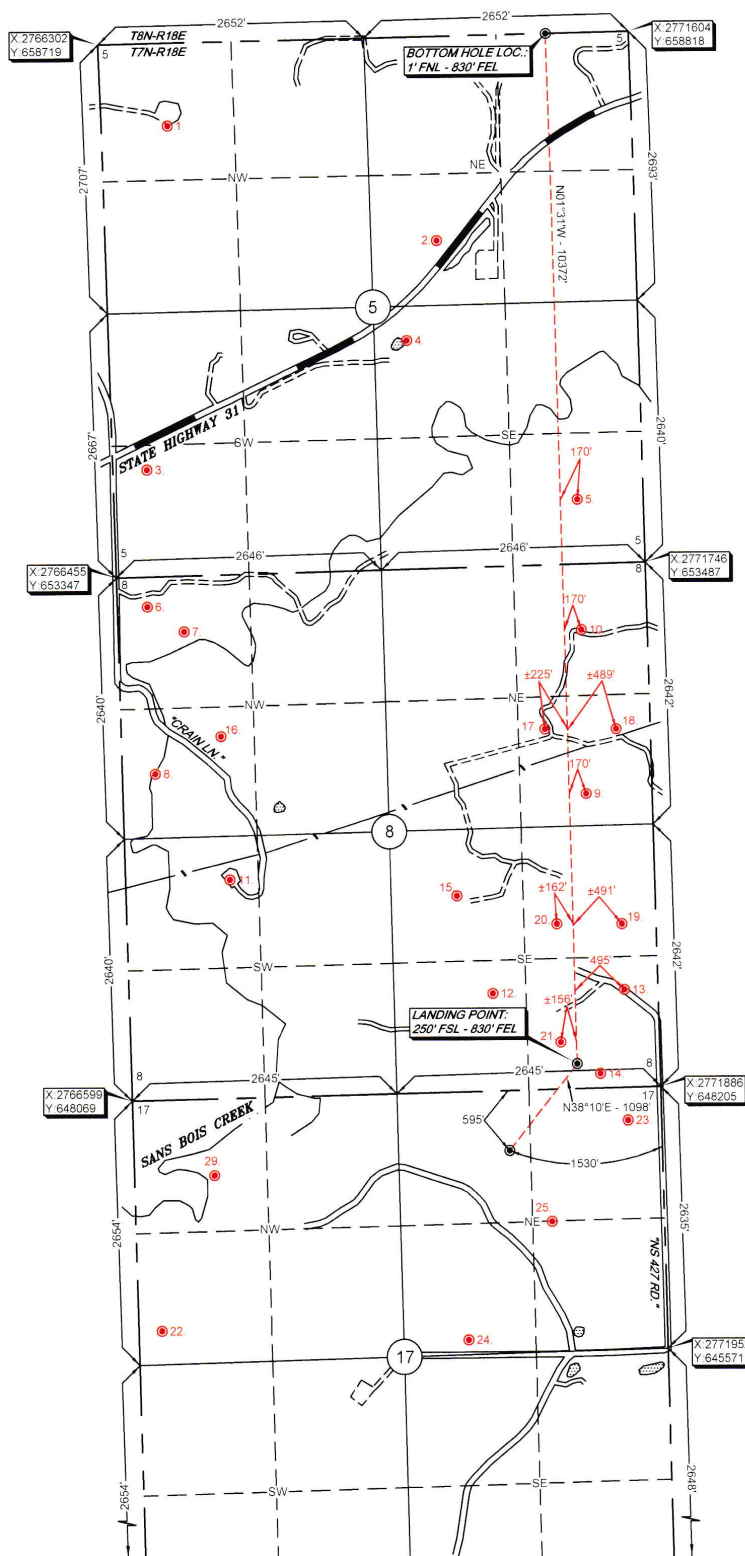 2652'
2652'
X:2766302
Y:658719
T8N-R18E
T7N-R18E
BOTTOM HOLE LOC.:
1' FNL - 830' FEL
X:2771604
Y:658818
5
5
1.
NW
NE
2707'
2693'
N01°31'W - 10372'
2.
5
4.
STATE HIGHWAY 31
SW
SE
2667'
2640'
3.
170'
5.
5
5
2646'
2646'
X:2766455
Y:653347
X:2771746
Y:653487
8
8
6.
7
170'
10.
±225'
±489'
NE
NW
2640'
2642'
"CRAIN LN."
16.
17.
18.
8.
170'
9.
8
11.
15.
±162'
±491'
20.
19.
SW
SE
2640'
2642'
495'
12.
13.
±156'
LANDING POINT:
250' FSL - 830' FEL
21
14.
8
8
2645'
2645'
X:2766599
Y:648069
X:2771886
Y:648205
17
17
N38°10'E - 1098'
595'
23.
SANS BOIS CREEK
1530'
29.
25.
NW
NE
2654'
2635'
"NS 427 RD."
22.
24.
17
X:277195
Y:645571
SW
SE
2654'
2648'